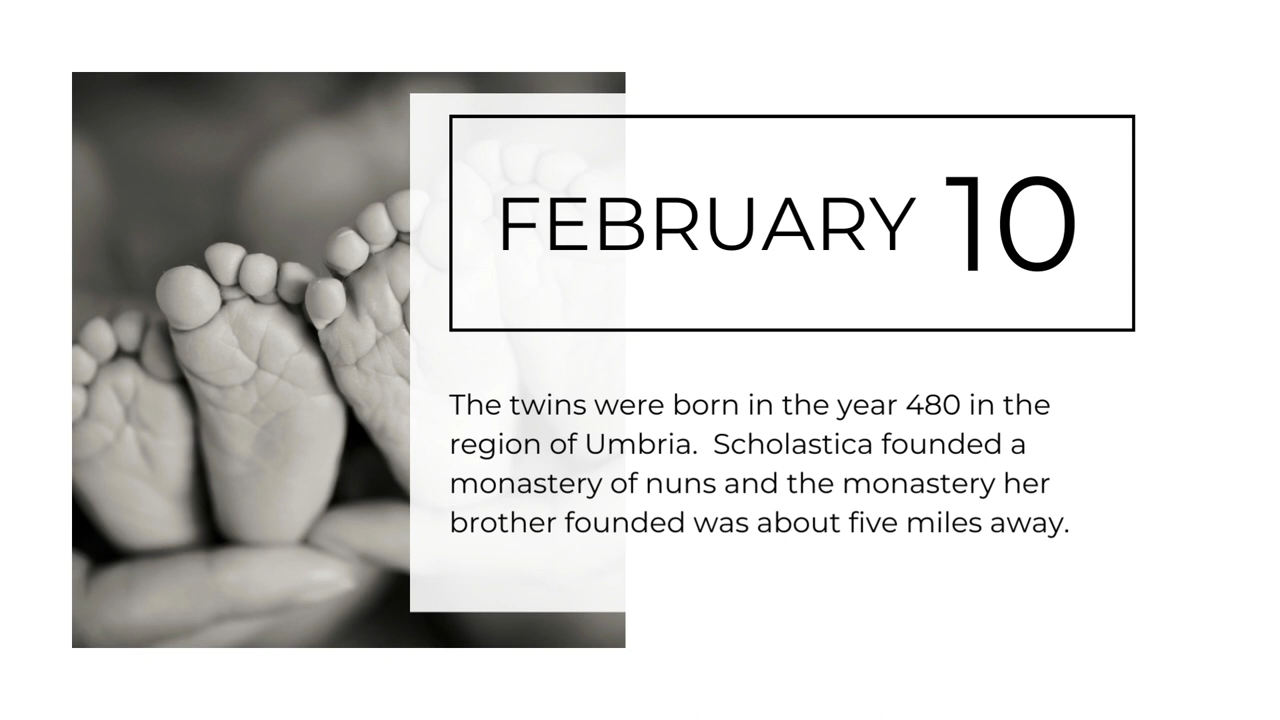 FEBRUARY 10
The twins were born in the year 480 in the
region of Umbria.  Scholastica founded a
monastery of nuns and the monastery her
brother founded was about five miles away.